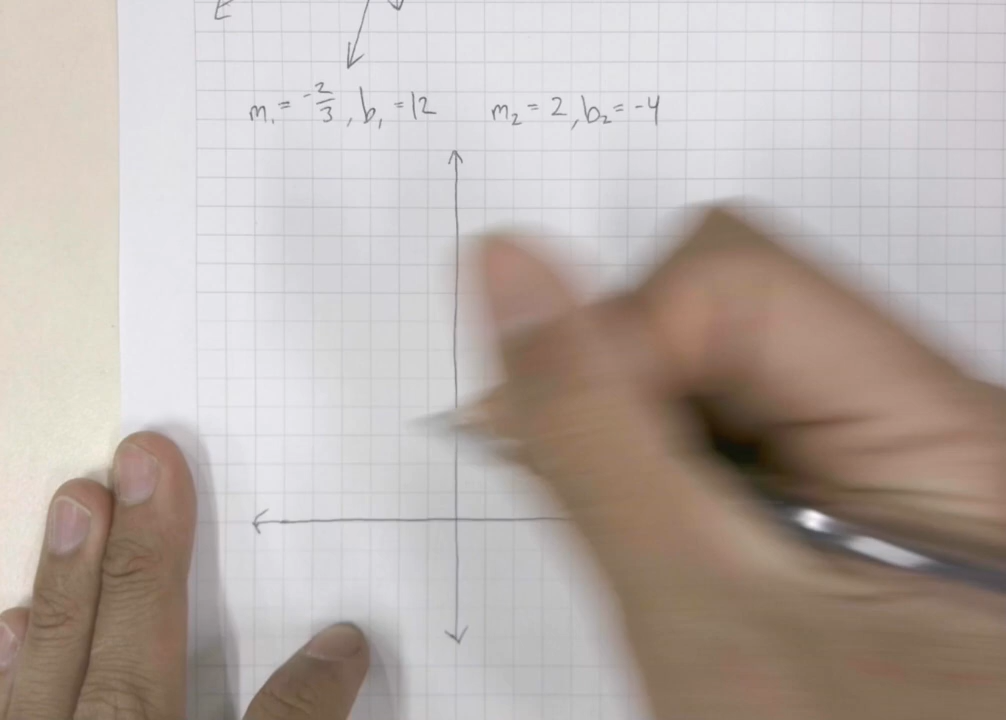 E
m₁ = -2/3, b₁ = 12 m₂ = 2, b₂ = -4